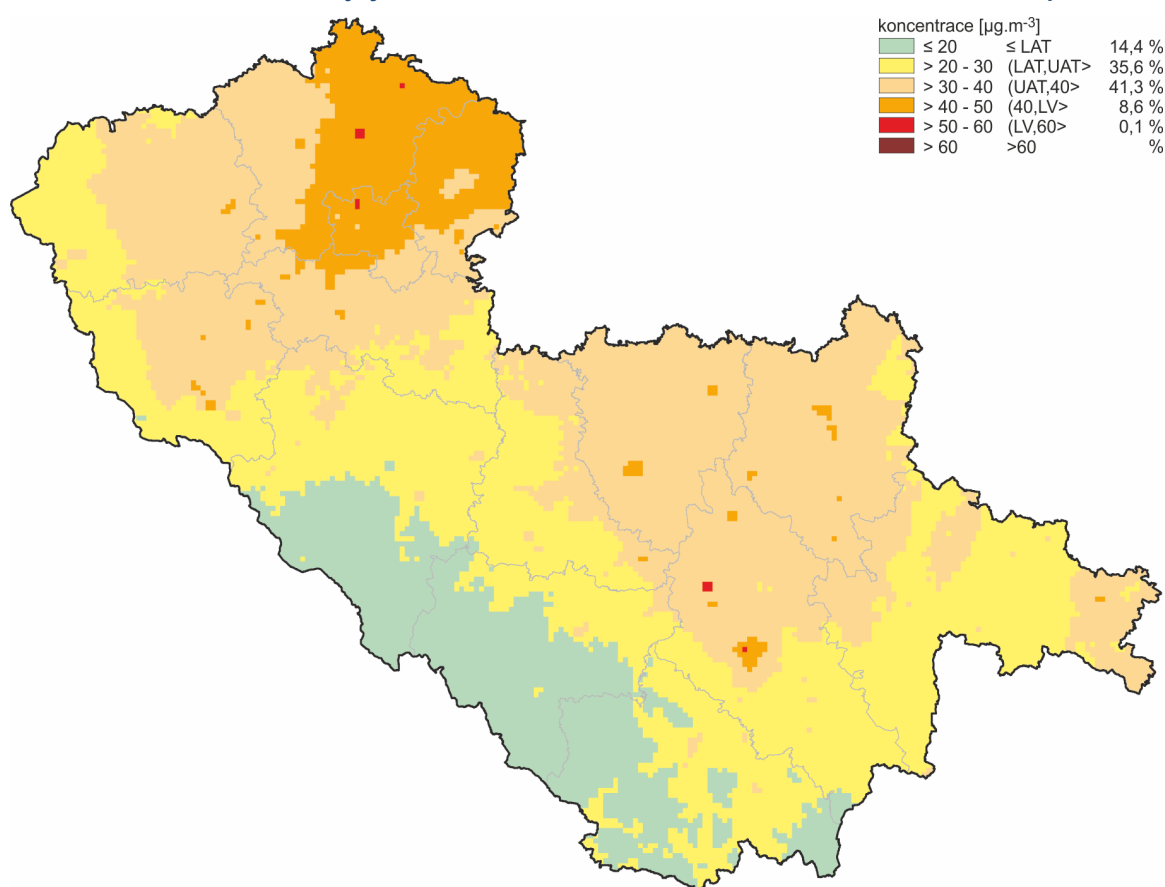 koncentrace [µg.m-3]
≤ 20 ≤ LAT 14,4 %
> 20 - 30 (LAT,UAT> 35,6 %
> 30 - 40 (UAT,40> 41,3 %
> 40 - 50 (40,LV> 8,6 %
> 50 - 60 (LV,60> 0,1 %
> 60 >60 %